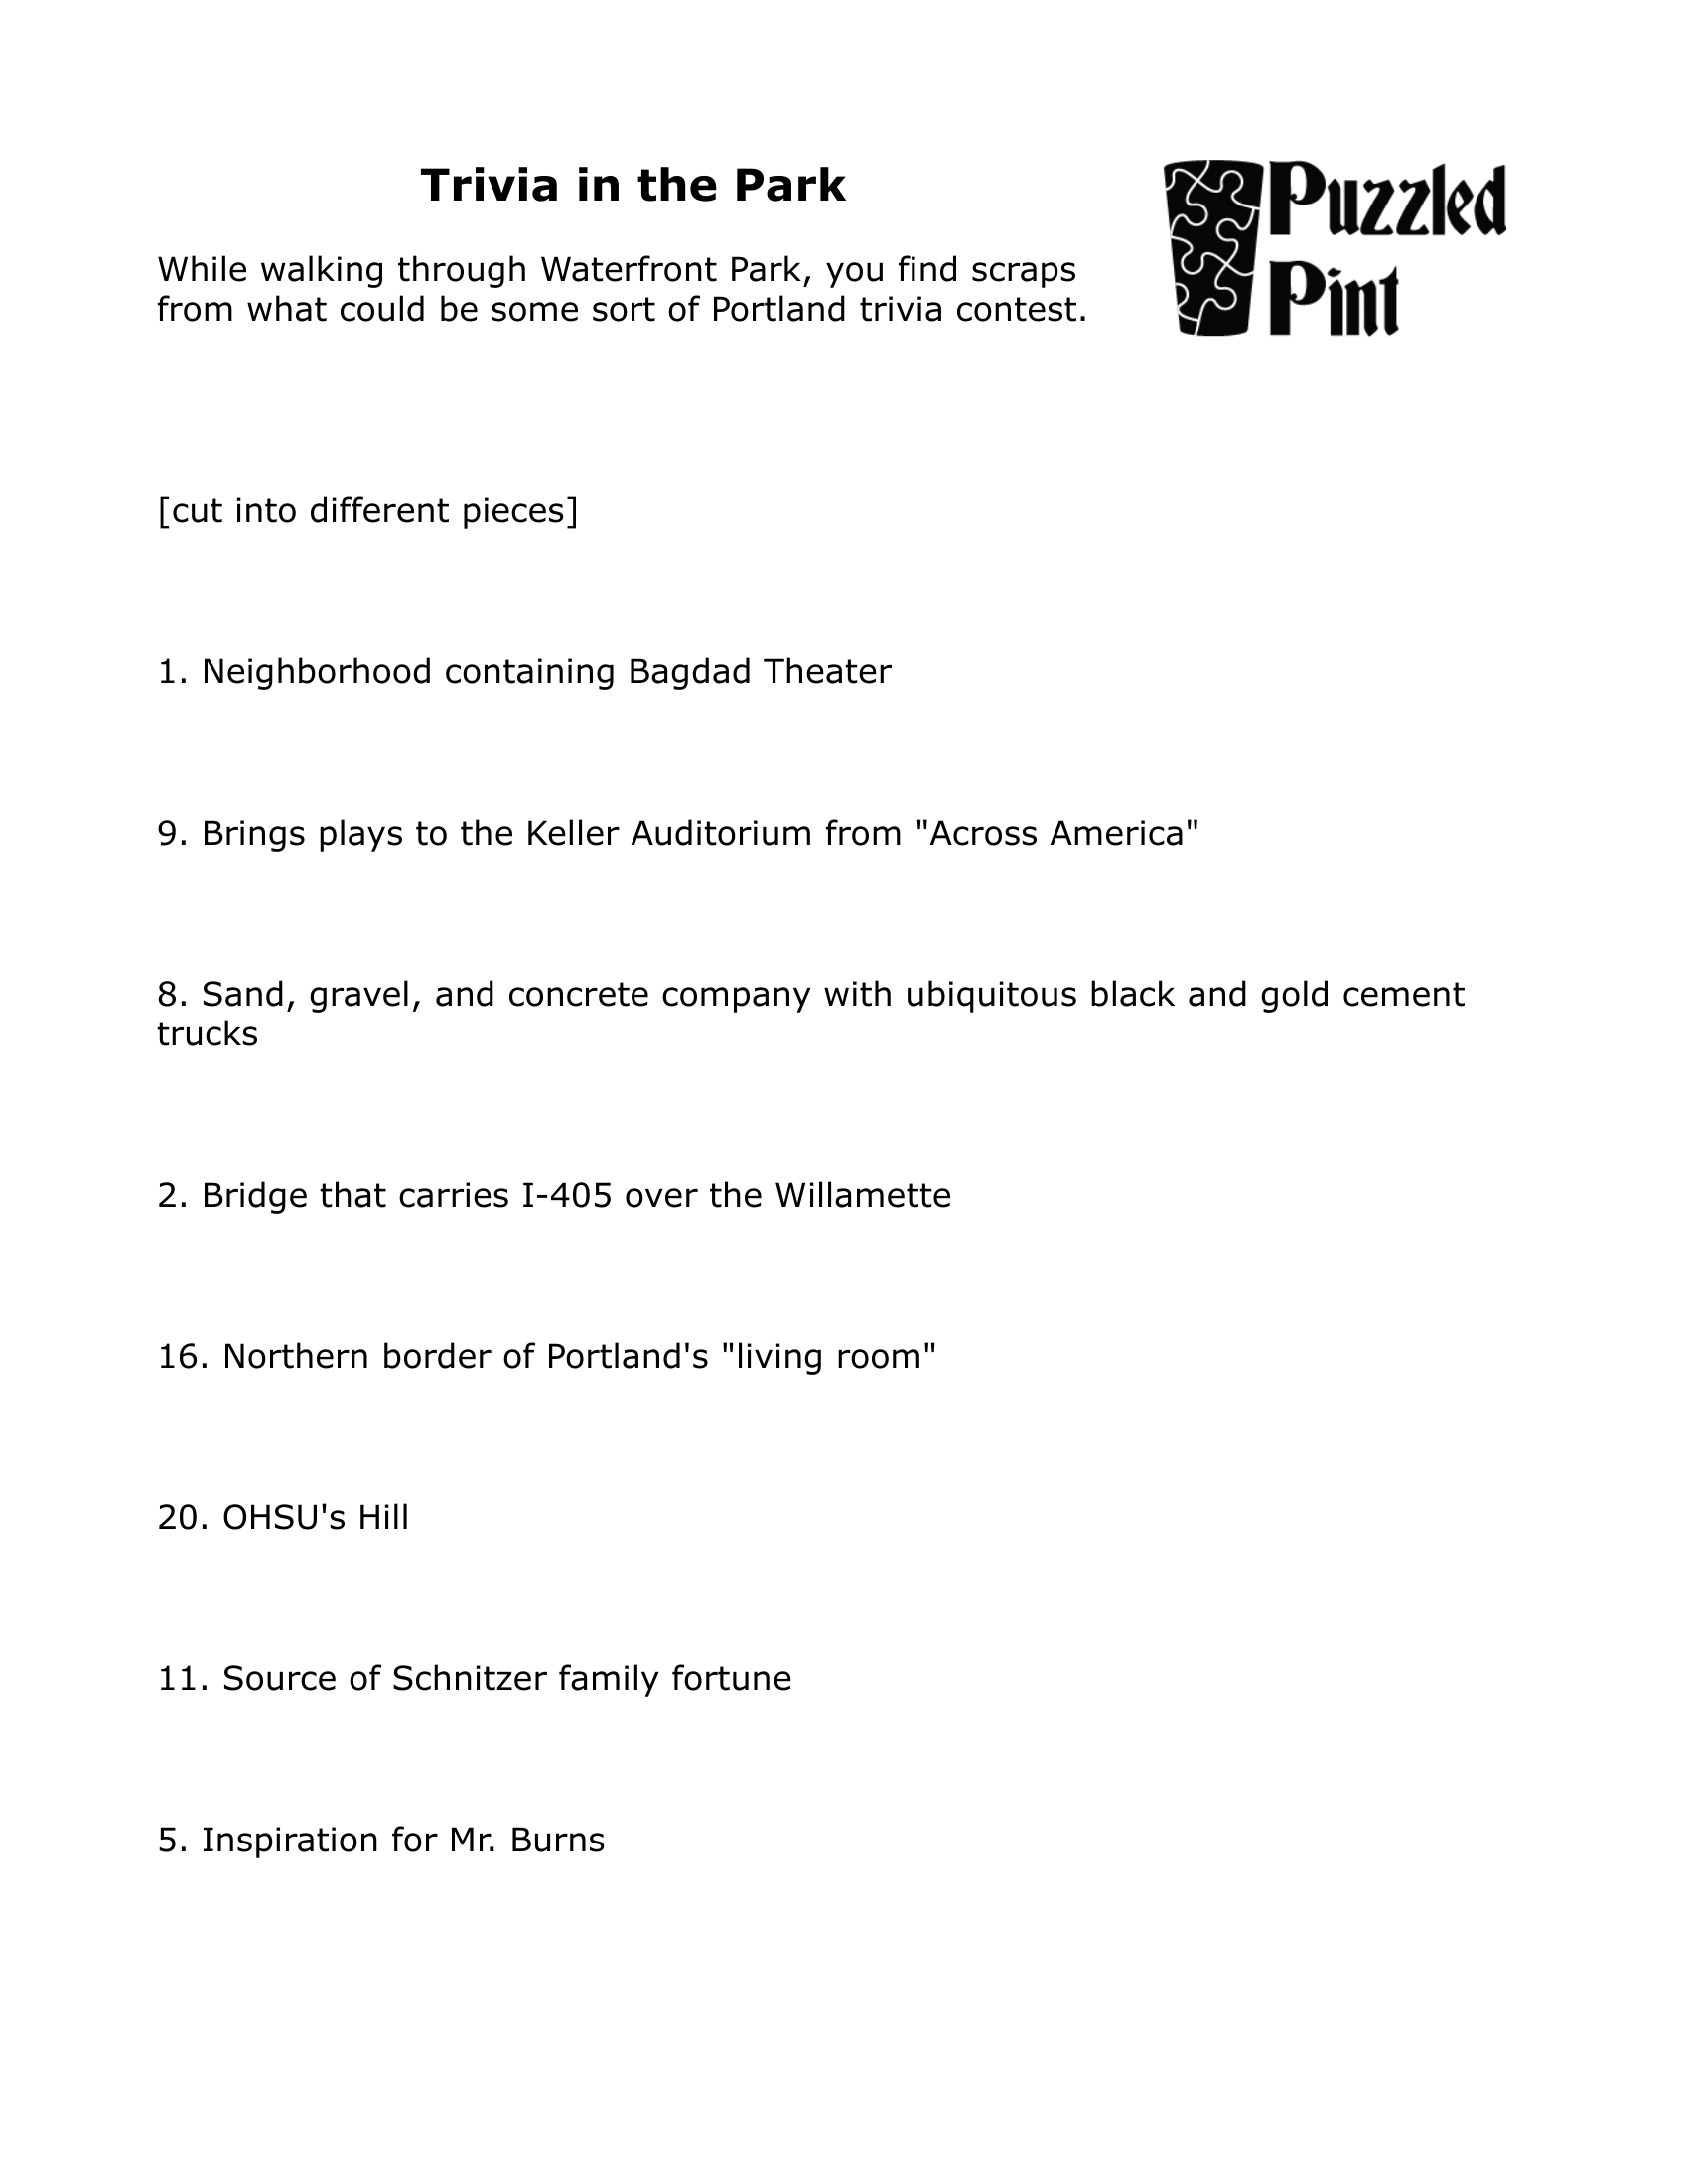 Trivia in the Park
Puzzled
Pint
While walking through Waterfront Park, you find scraps
from what could be some sort of Portland trivia contest.
[cut into different pieces]
1. Neighborhood containing Bagdad Theater
9. Brings plays to the Keller Auditorium from "Across America"
8. Sand, gravel, and concrete company with ubiquitous black and gold cement
trucks
2. Bridge that carries I-405 over the Willamette
16. Northern border of Portland's "living room"
20. OHSU's Hill
11. Source of Schnitzer family fortune
5. Inspiration for Mr. Burns